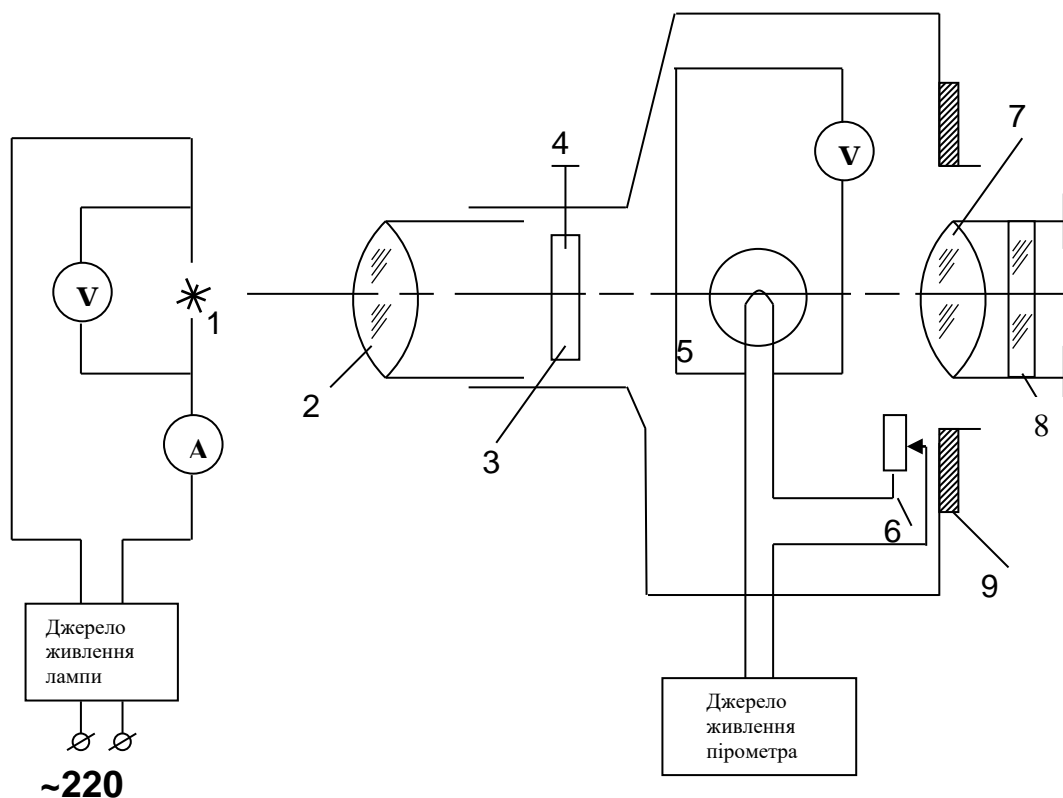 4
7
V
V
1
5
2
3
8
A
6
9
Джерело
живлення
лампи
Джерело
живлення
пірометра
~220